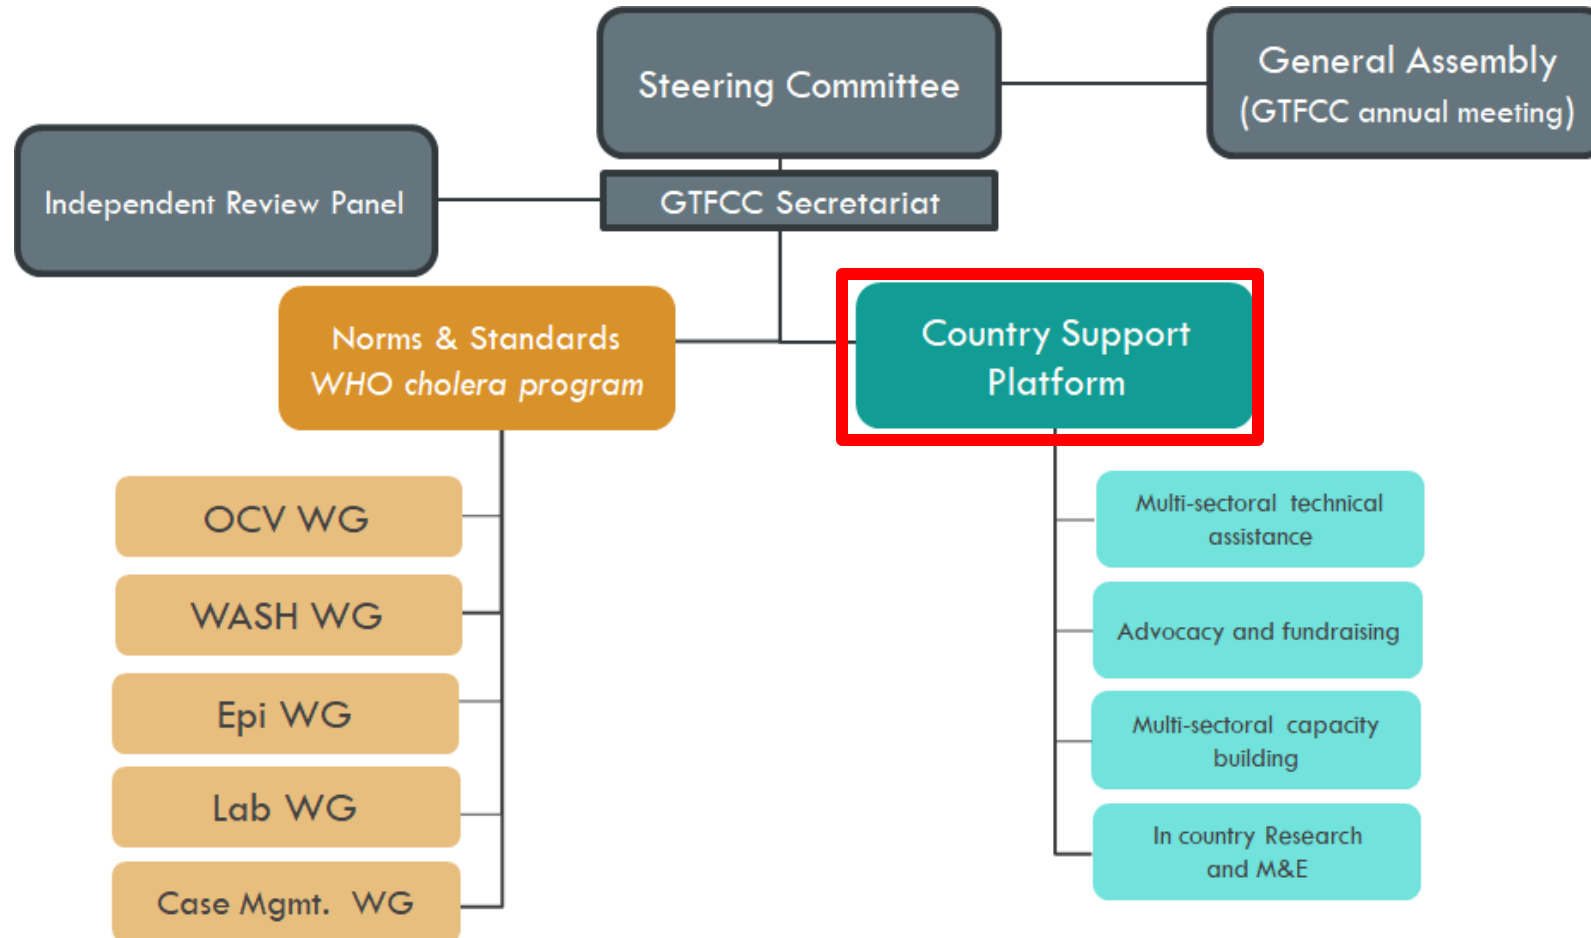 Steering Committee
General Assembly
(GTFCC annual meeting)
Independent Review Panel
GTFCC Secretariat
Norms & Standards
WHO cholera program
Country Support
Platform
OCV WG
WASH WG
Epi WG
Lab WG
Case Mgmt. WG
Multi-sectoral technical
assistance
Advocacy and fundraising
Multi-sectoral capacity
building
In country Research
and M&E